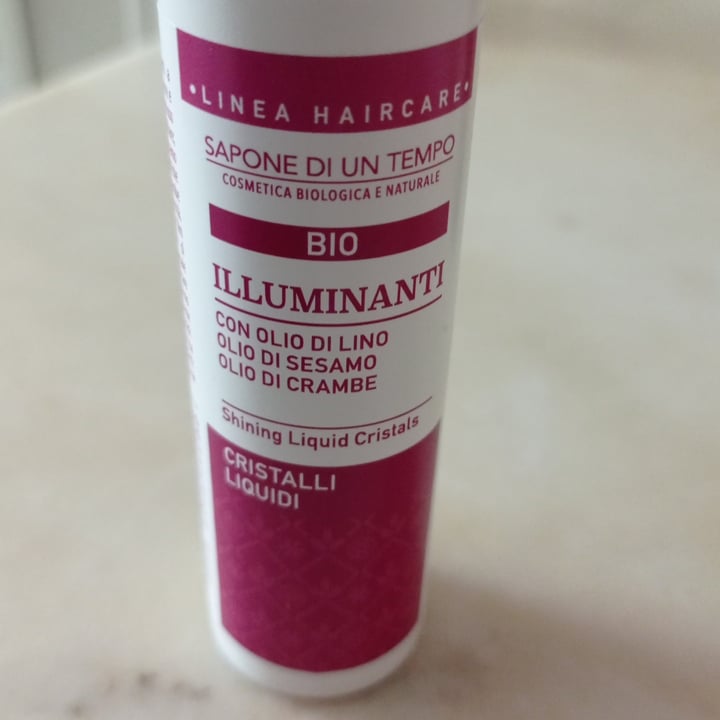 •LINEA HAIRCARE•
SAPONE DI UN TEMPO
COSMETICA BIOLOGICA E NATURALE
BIO
ILLUMINANTI
CON OLIO DI LINO
OLIO DI SESAMO
OLIO DI CRAMBE
Shining Liquid Cristals
CRISTALLI
LIQUIDI